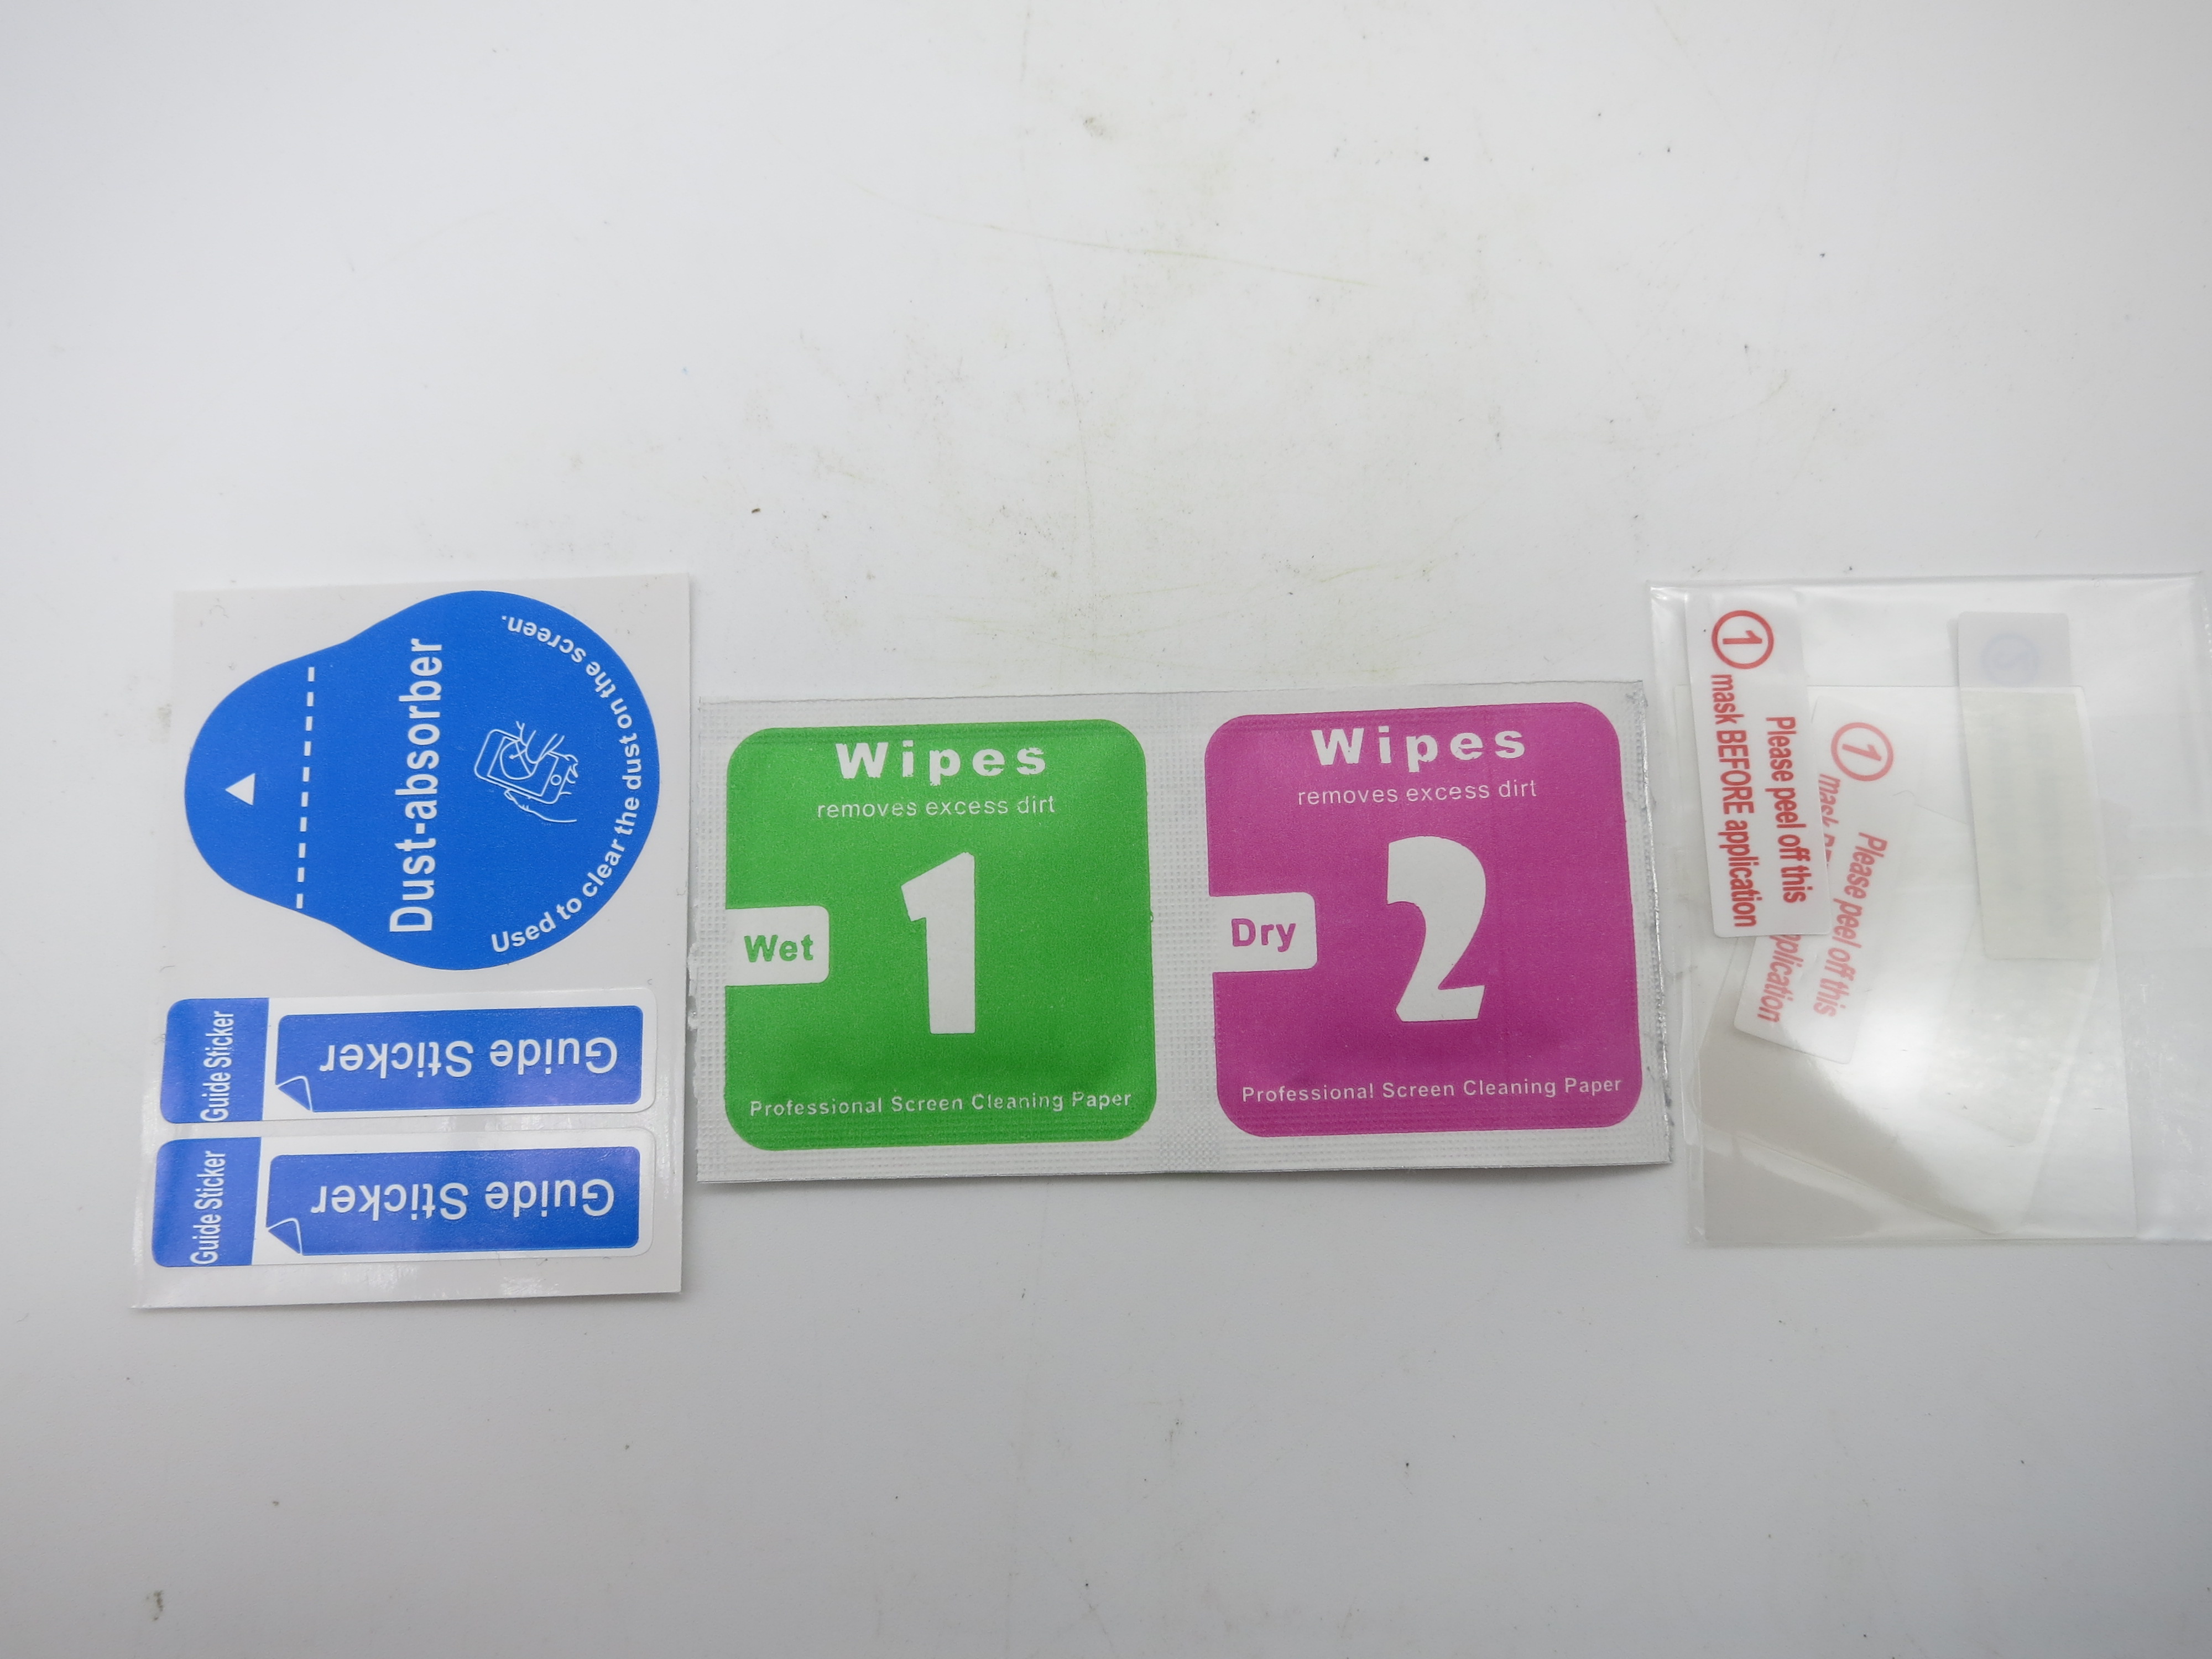 Dust-absorber
Used to clear the dust on the screen.
Guide Sticker
Guide Sticker
Guide Sticker
Guide Sticker
Wipes
removes excess dirt
Wet
1
Professional Screen Cleaning Paper
Wipes
removes excess dirt
Dry
2
Professional Screen Cleaning Paper
1
Please peel off this
mask BEFORE application
1
Please peel off this
mask